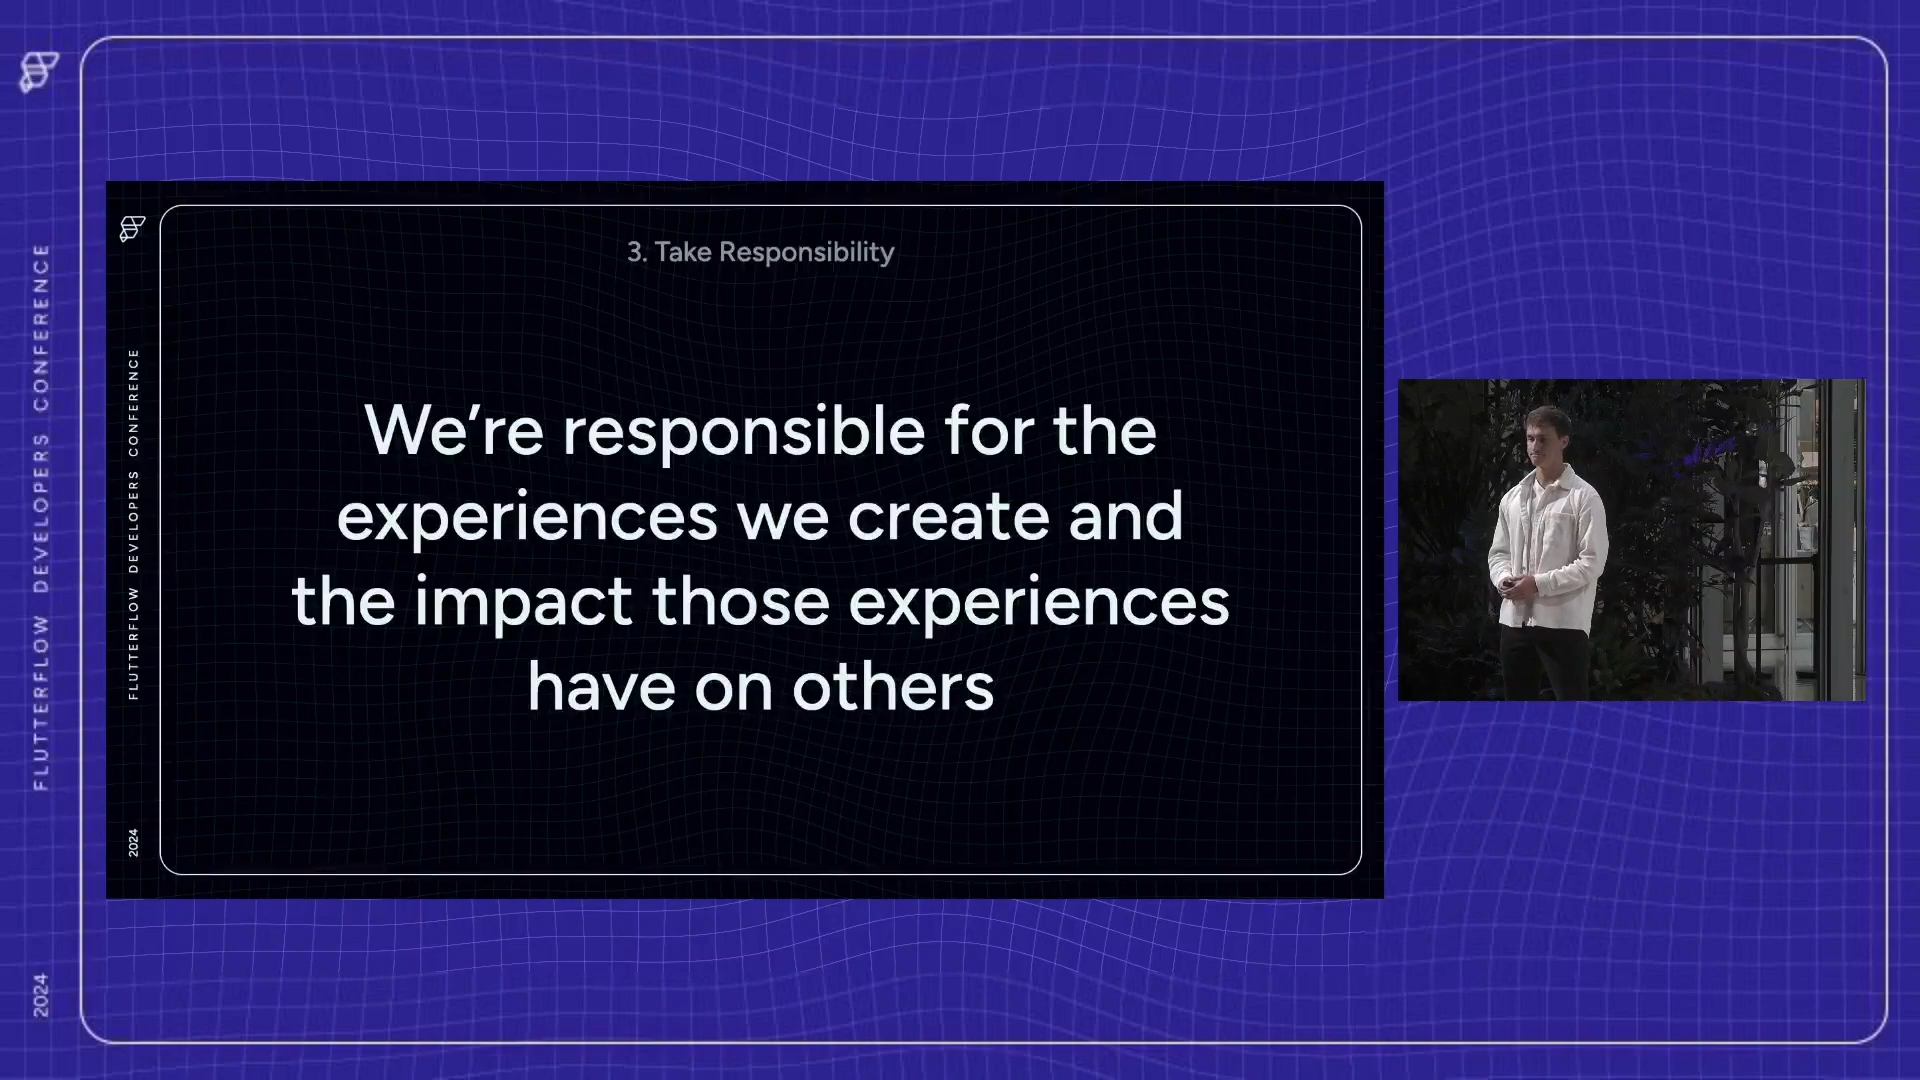 FLUTTERFLOW DEVELOPERS CONFERENCE
2024
FLUTTERFLOW DEVELOPERS CONFERENCE
2024
3. Take Responsibility
We’re responsible for the
experiences we create and
the impact those experiences
have on others